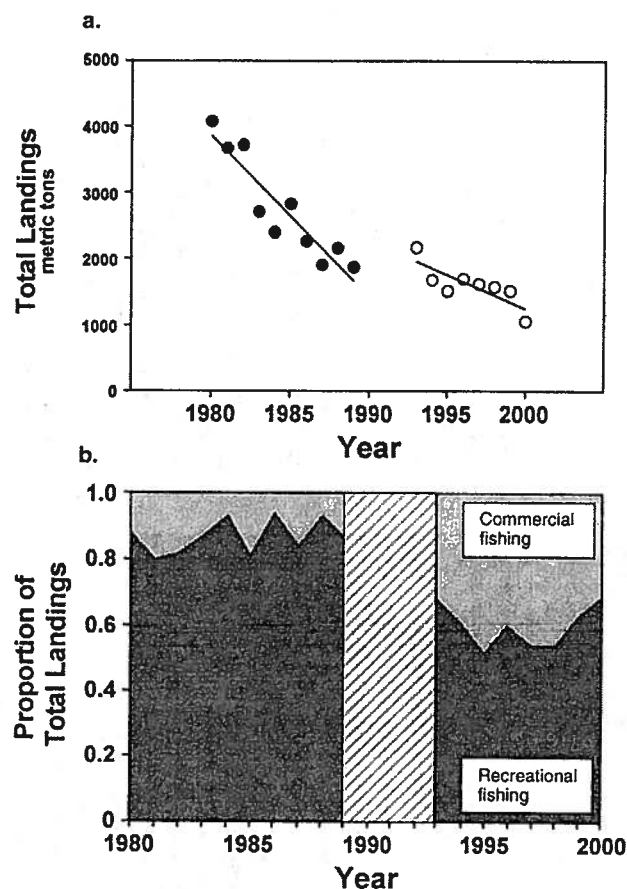 a.
5000
4000
3000
2000
1000
0
Total Landings
metric tons
1980 1985 1990 1995 2000
Year
b.
1.0
0.8
0.6
0.4
0.2
0
Proportion of
Total Landings
Commercial
fishing
Recreational
fishing
1980 1985 1990 1995 2000
Year